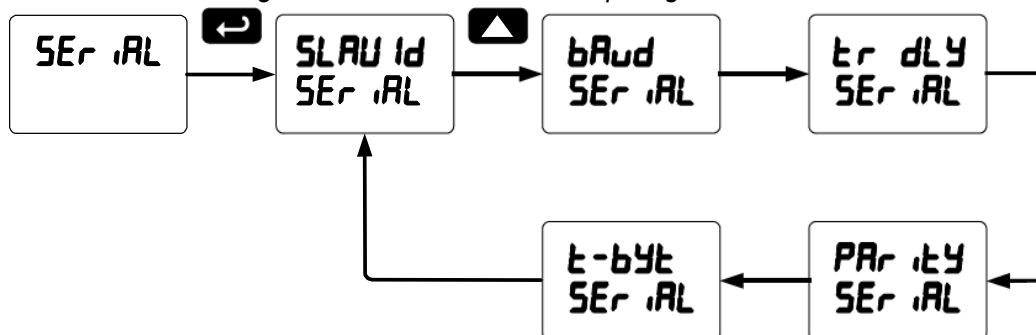 SEr iAL
SLAV Id
SEr iAL
bAud
SEr iAL
tr dLY
SEr iAL
t-byt
SEr iAL
PAr itY
SEr iAL